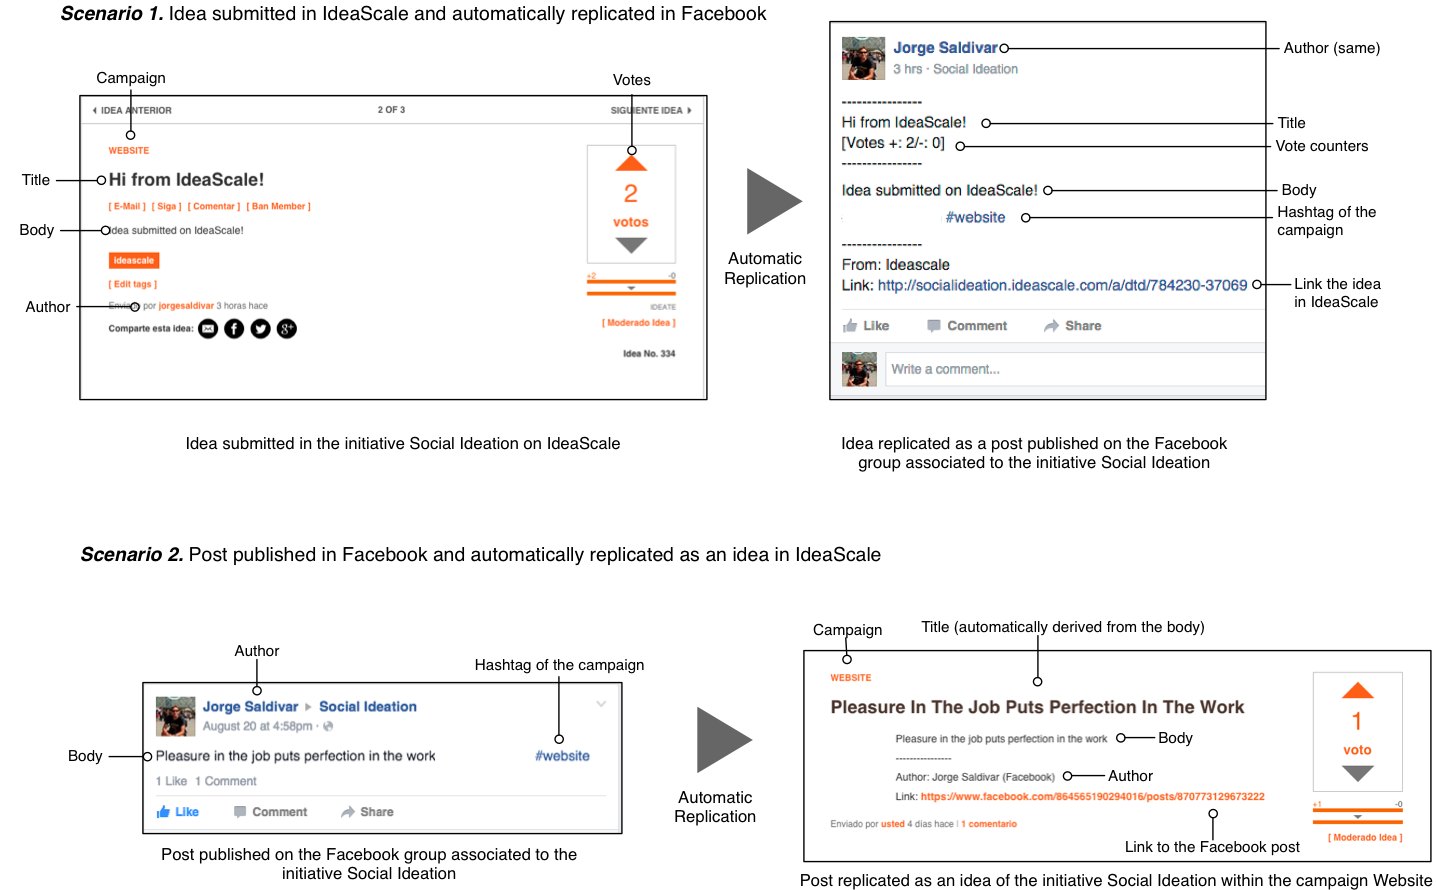 Scenario 1. Idea submitted in IdeaScale and automatically replicated in Facebook
Campaign
Votes
IDEA ANTERIOR
2 OF 3
SIGUIENTE IDEA
WEBSITE
Title
Hi from IdeaScale!
[ E-Mail ] [ Siga ] [ Comentar ] [ Ban Member ]
Body
Idea submitted on IdeaScale!
Ideascale
[ Edit tags ]
Author
Enviado por jorgesaldivar 3 horas hace
Comparte esta idea:
f
g+
2
votos
+2
-0
IDEATE
[ Moderado Idea ]
Idea No. 334
Idea submitted in the initiative Social Ideation on IdeaScale
Automatic
Replication
Jorge Saldivar
Author (same)
3 hrs · Social Ideation
----------------
Hi from IdeaScale!
Title
[Votes +: 2/-: 0]
Vote counters
----------------
Idea submitted on IdeaScale!
Body
#website
Hashtag of the
campaign
----------------
From: Ideascale
Link: http://socialideation.ideascale.com/a/dtd/784230-37069
Link the idea
in IdeaScale
Like Comment Share
Write a comment...
Idea replicated as a post published on the Facebook
group associated to the initiative Social Ideation
Scenario 2. Post published in Facebook and automatically replicated as an idea in IdeaScale
Author
Hashtag of the campaign
Jorge Saldivar Social Ideation
August 20 at 4:58pm ·
Body
Pleasure in the job puts perfection in the work
#website
1 Like 1 Comment
Like Comment Share
Post published on the Facebook group associated to the
initiative Social Ideation
Automatic
Replication
Campaign
Title (automatically derived from the body)
WEBSITE
Pleasure In The Job Puts Perfection In The Work
Pleasure in the job puts perfection in the work
Body
----------------
Author: Jorge Saldivar (Facebook)
Author
Link: https://www.facebook.com/864565190294016/posts/870773129673222
Enviado por usted 4 días hace | 1 comentario
Link to the Facebook post
1
voto
+1
-0
[ Moderado Idea ]
Post replicated as an idea of the initiative Social Ideation within the campaign Website